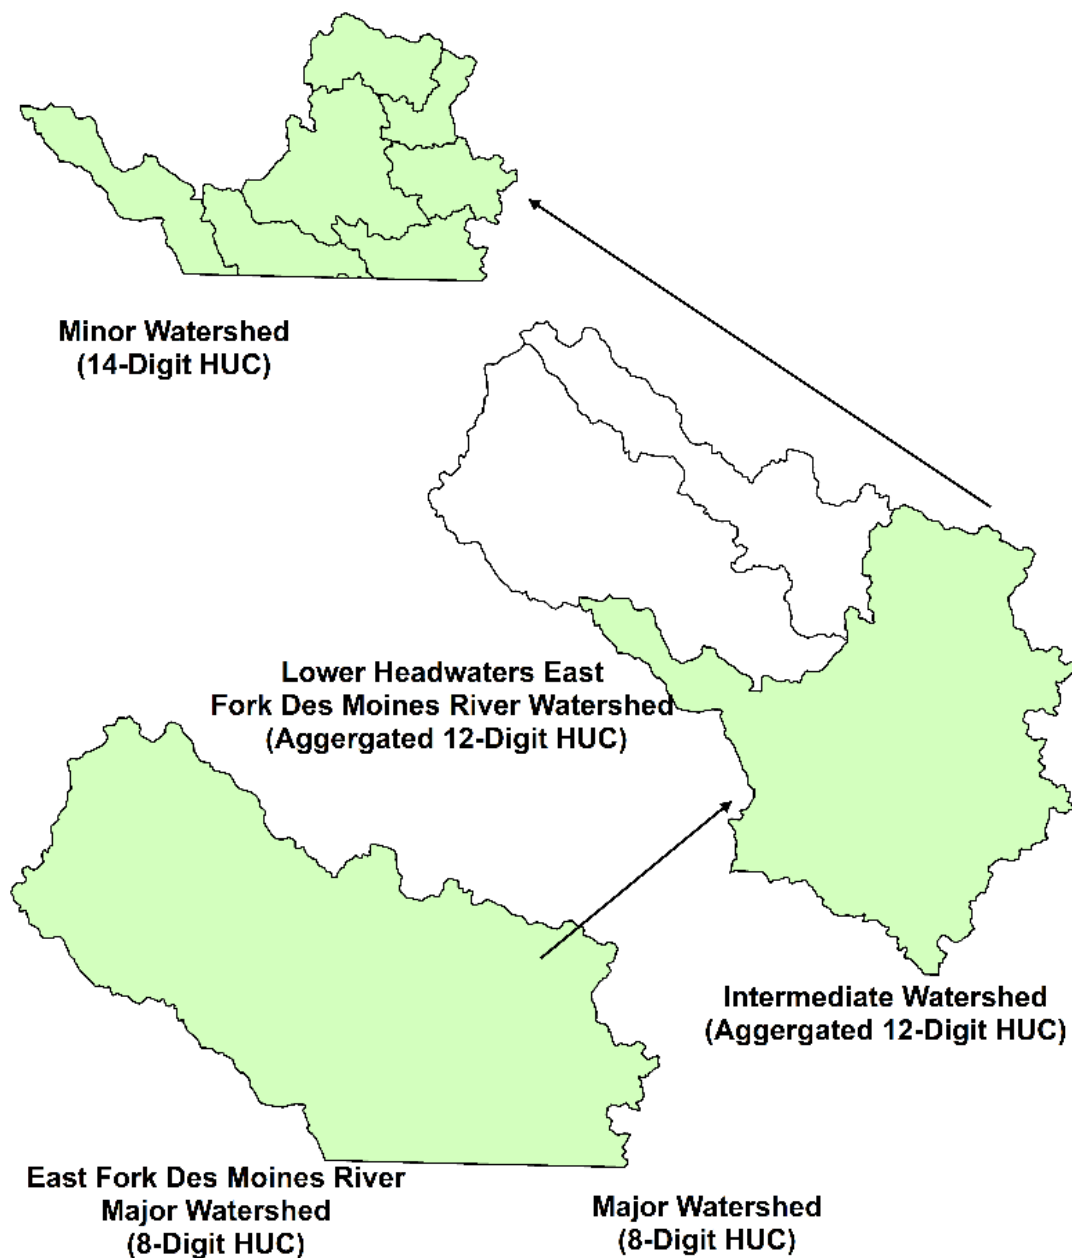 Minor Watershed
(14-Digit HUC)
Lower Headwaters East
Fork Des Moines River Watershed
(Aggergated 12-Digit HUC)
Intermediate Watershed
(Aggergated 12-Digit HUC)
East Fork Des Moines River
Major Watershed
(8-Digit HUC)
Major Watershed
(8-Digit HUC)